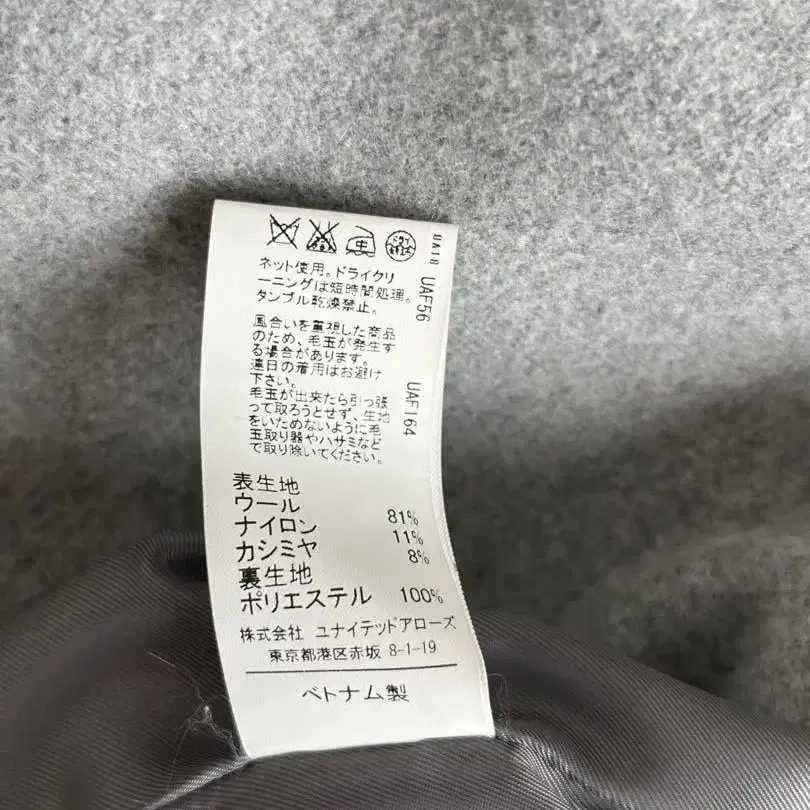 UA18 UAF56
UAF164
ネット使用。ドライクリ
ーニングは短時間処理。
タンブル乾燥禁止。
風合いを重視した商品
のため、毛玉が発生す
る場合があります。
連日の着用はお避け
下さい。
毛玉が出来たら引っ張
って取ろうとせず、生地
をいためないように毛
玉取り器やハサミなど
で取り除いてください。
表生地
ウール 81%
ナイロン 11%
カシミヤ 8%
裏生地
ポリエステル 100%
株式会社 ユナイテッドアローズ
東京都港区赤坂 8-1-19
ベトナム製